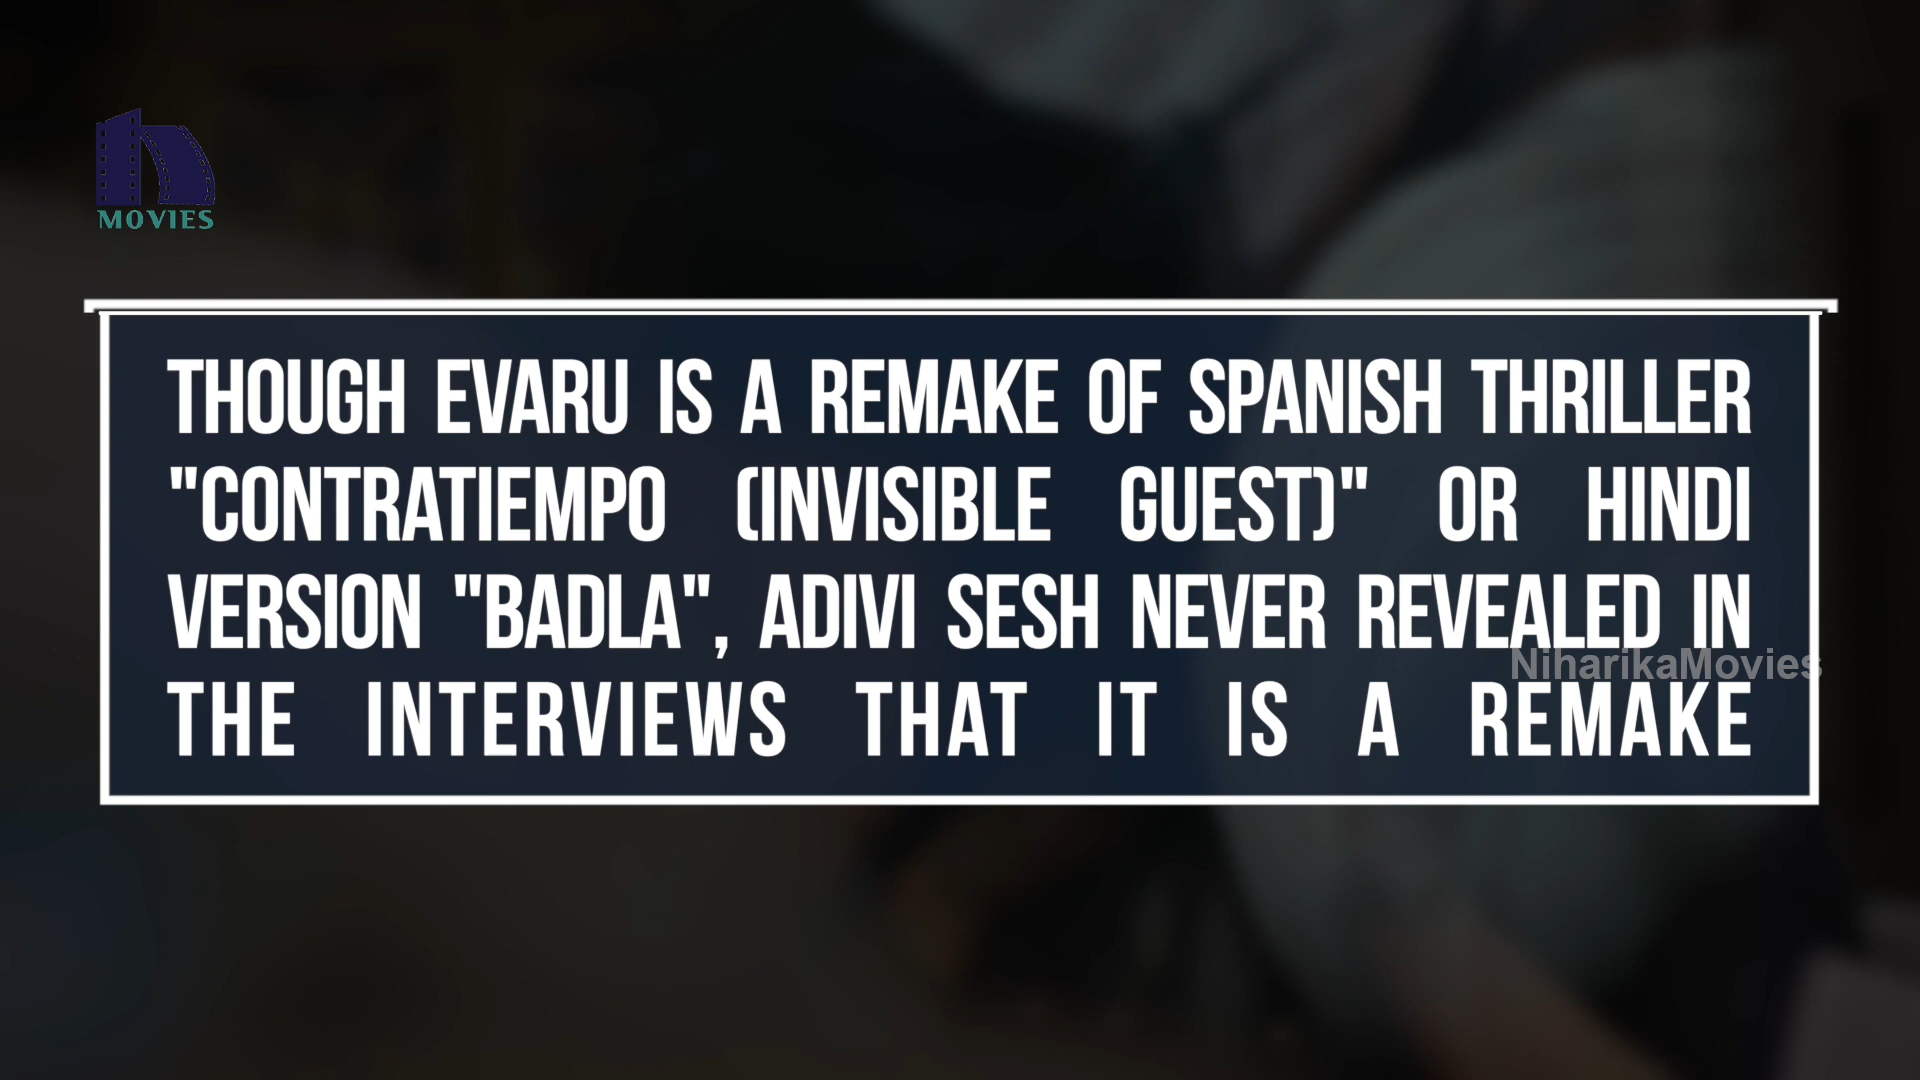 MOVIES
THOUGH EVARU IS A REMAKE OF SPANISH THRILLER
"CONTRATIEMPO (INVISIBLE GUEST)" OR HINDI
VERSION "BADLA", ADIVI SESH NEVER REVEALED IN
NiharikaMovies
THE INTERVIEWS THAT IT IS A REMAKE